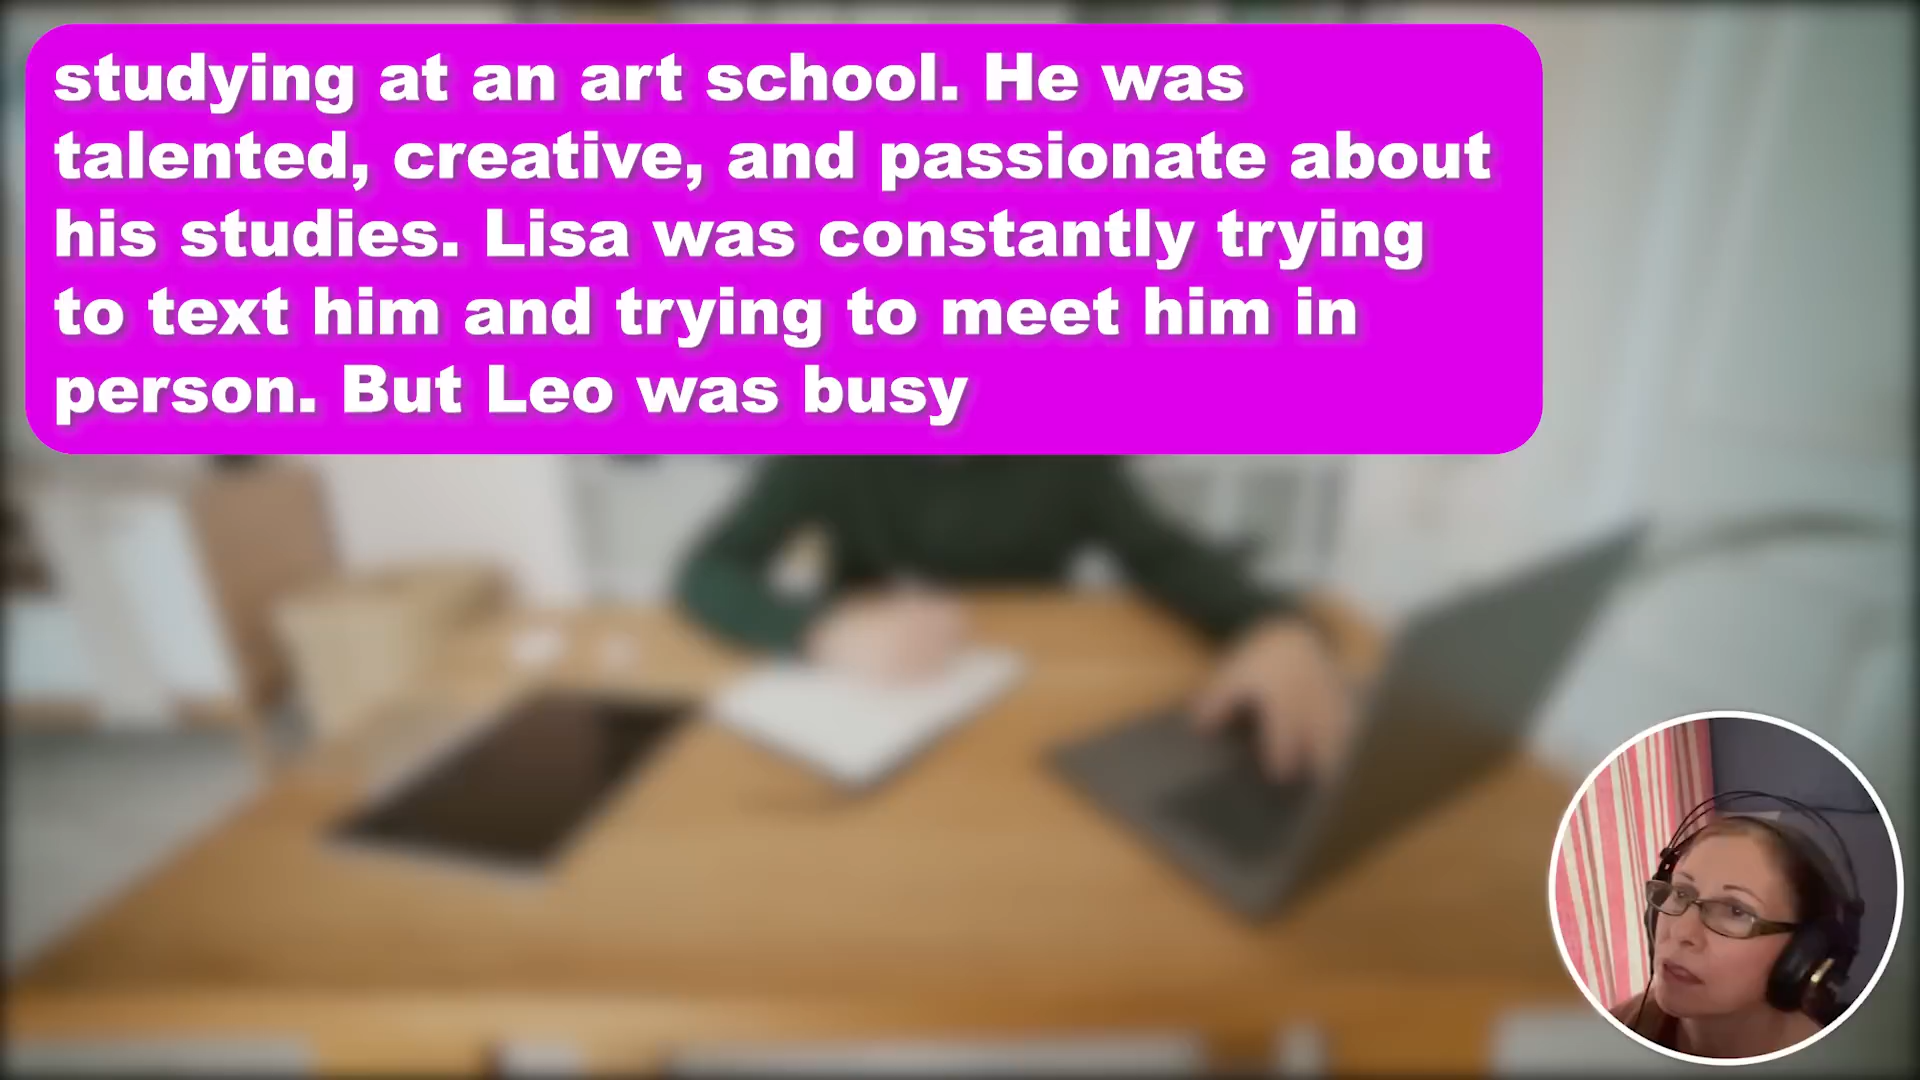 studying at an art school. He was
talented, creative, and passionate about
his studies. Lisa was constantly trying
to text him and trying to meet him in
person. But Leo was busy